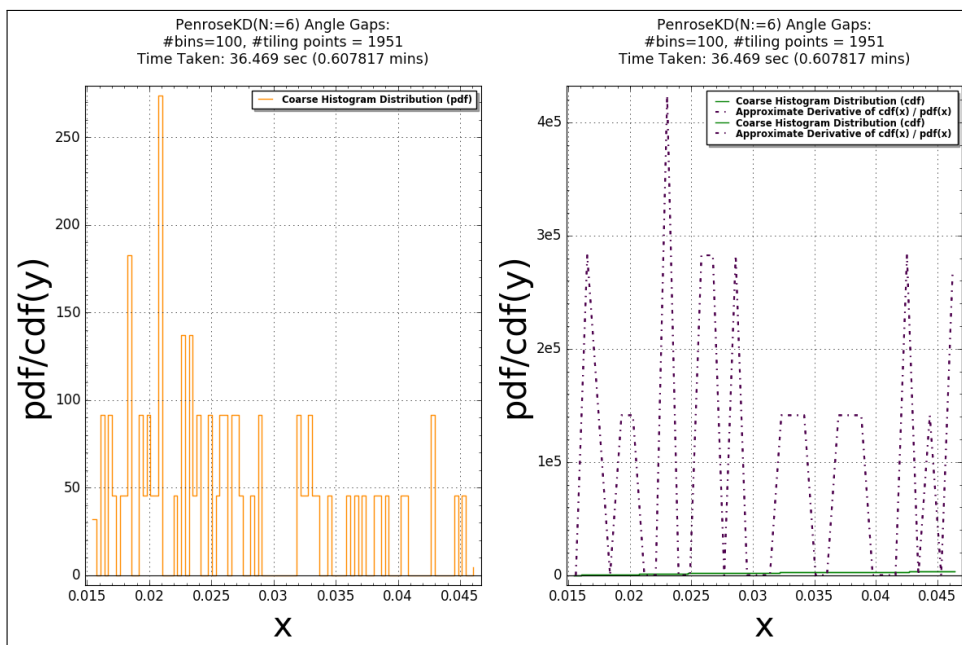 PenroseKD(N:=6) Angle Gaps:
#bins=100, #tiling points = 1951
Time Taken: 36.469 sec (0.607817 mins)
Coarse Histogram Distribution (pdf)
pdf/cdf(y)
250
200
150
100
50
0
0.015
0.020
0.025
0.030
0.035
0.040
0.045
x
PenroseKD(N:=6) Angle Gaps:
#bins=100, #tiling points = 1951
Time Taken: 36.469 sec (0.607817 mins)
Coarse Histogram Distribution (cdf)
Approximate Derivative of cdf(x) / pdf(x)
Coarse Histogram Distribution (cdf)
Approximate Derivative of cdf(x) / pdf(x)
pdf/cdf(y)
4e5
3e5
2e5
1e5
0
0.015
0.02
0.025
0.03
0.035
0.04
0.045
x